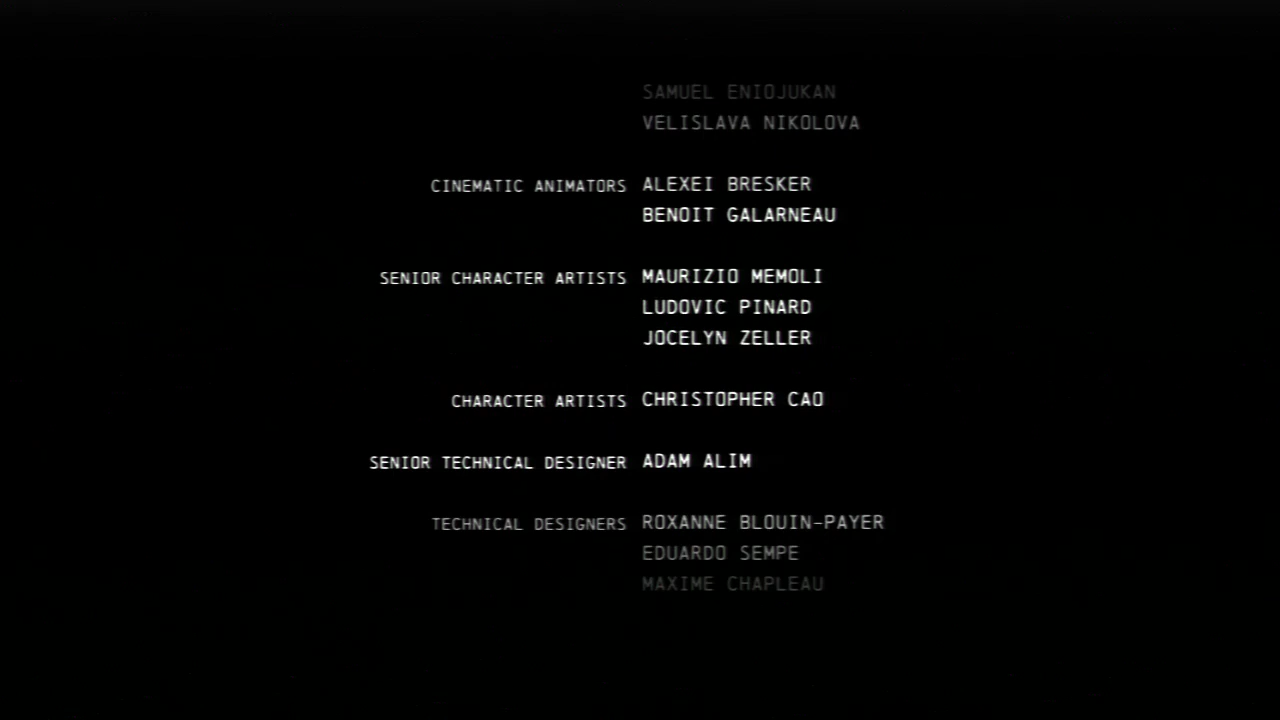 SAMUEL ENIOJUKAN
VELISLAVA NIKOLOVA
CINEMATIC ANIMATORS ALEXEI BRESKER
BENOIT GALARNEAU
SENIOR CHARACTER ARTISTS MAURIZIO MEMOLI
LUDOVIC PINARD
JOCELYN ZELLER
CHARACTER ARTISTS CHRISTOPHER CAO
SENIOR TECHNICAL DESIGNER ADAM ALIM
TECHNICAL DESIGNERS ROXANNE BLOUIN-PAYER
EDUARDO SEMPE
MAXIME CHAPLEAU